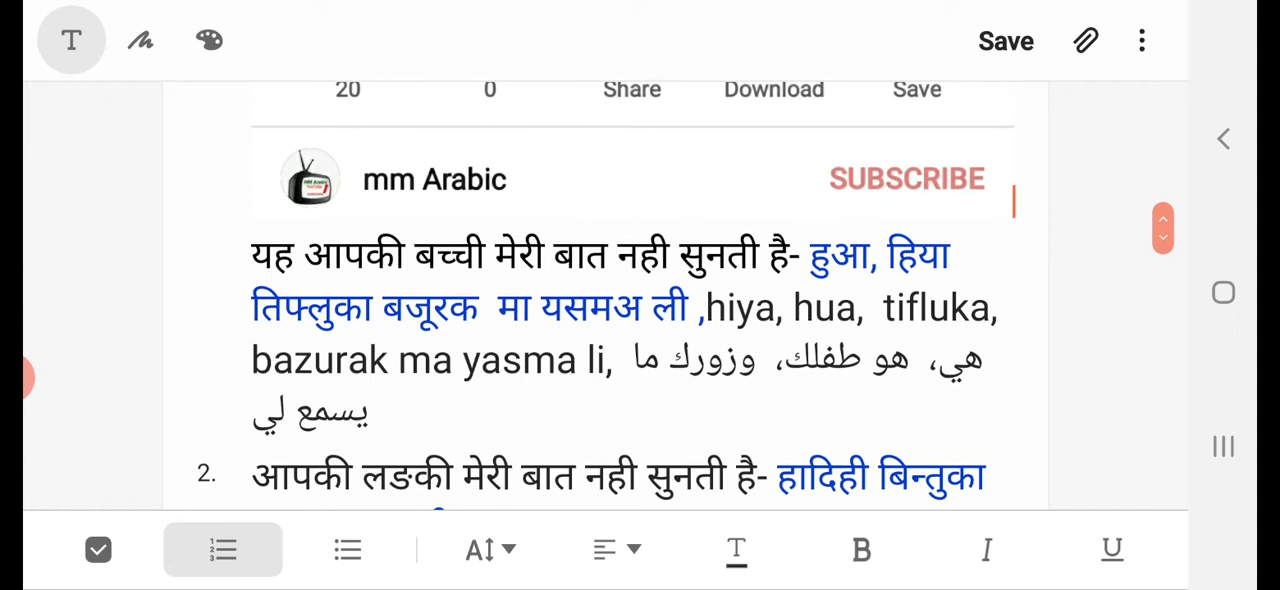 T
Save
20 0 Share Download Save
mm Arabic SUBSCRIBE
यह आपकी बच्ची मेरी बात नही सुनती है- हुआ, हिया
तिफ्लुका बजूरक मा यसमअ ली ,hiya, hua, tifluka,
bazurak ma yasma li, هي، هو طفلك، وزورك ما
يسمع لي
2. आपकी लङकी मेरी बात नही सुनती है- हादिही बिन्तुका
A T B I U